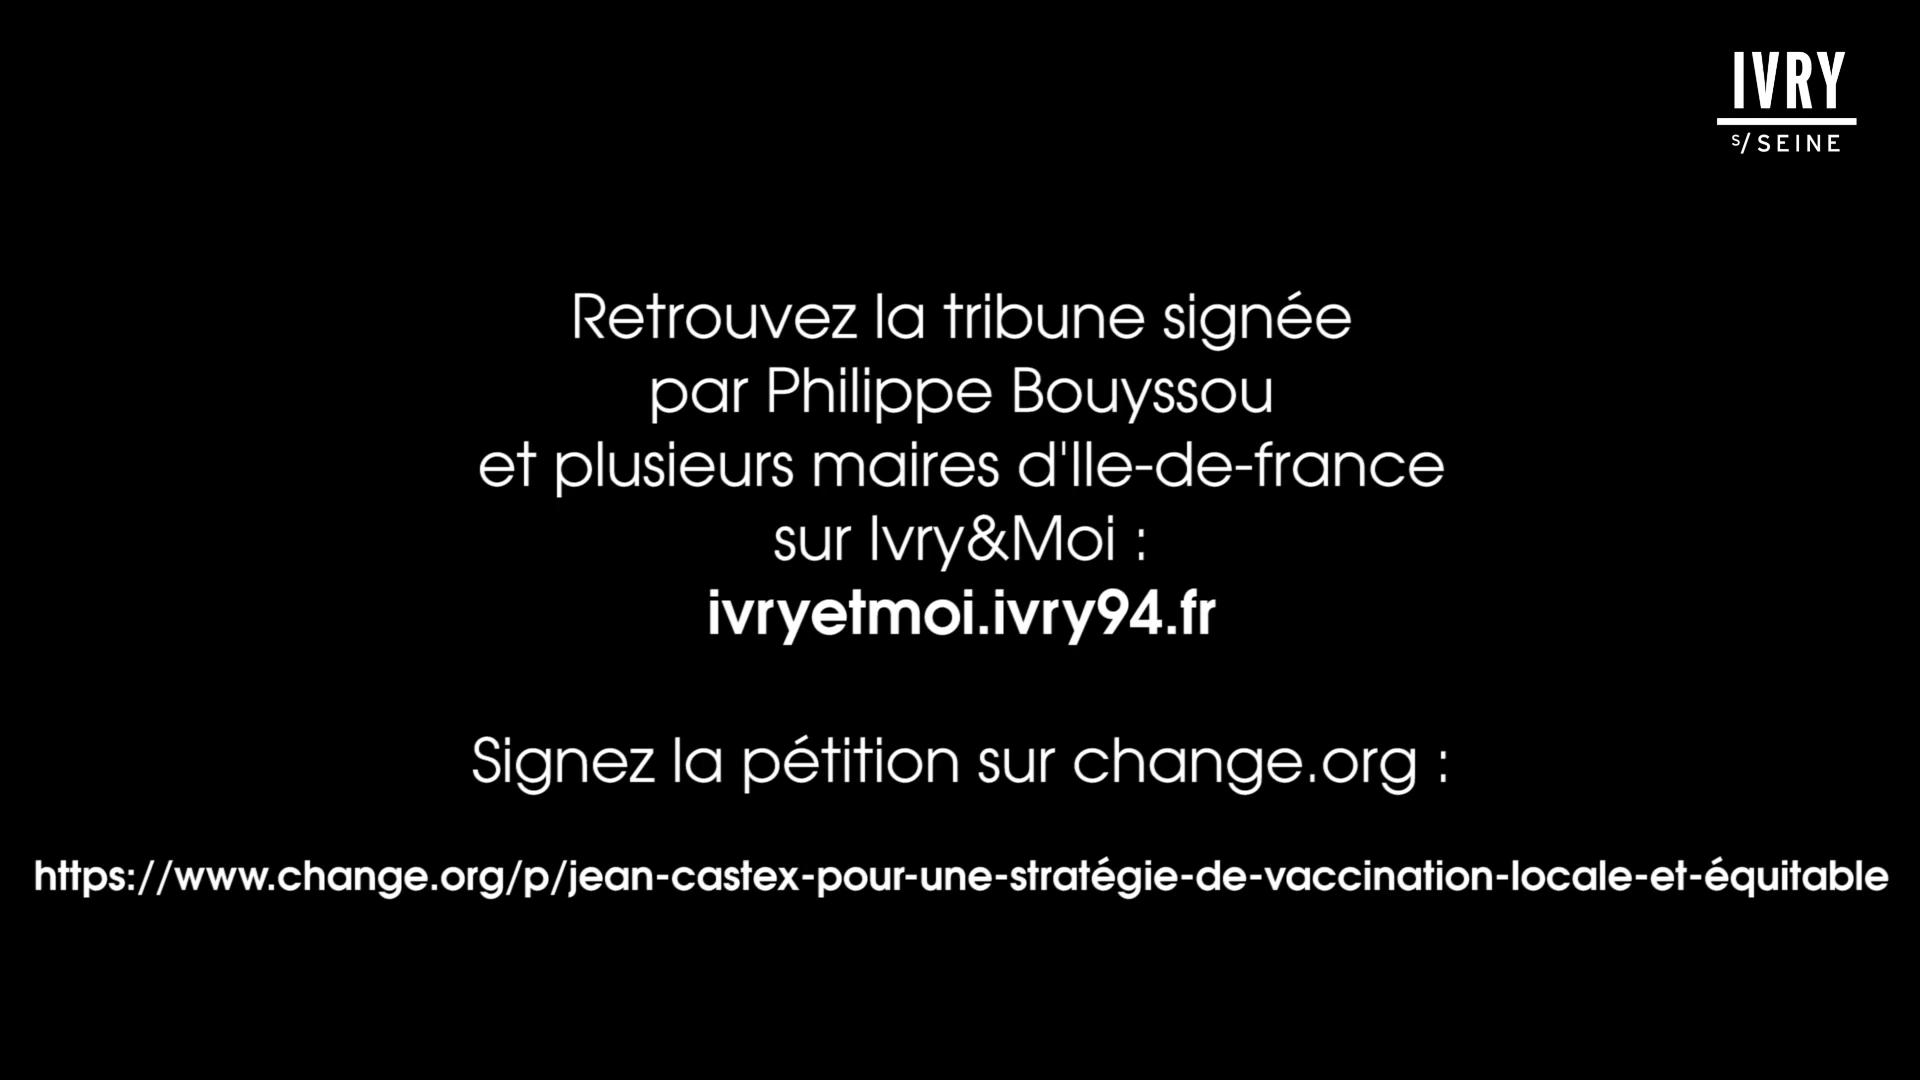 IVRY
s/SEINE
Retrouvez la tribune signée
par Philippe Bouyssou
et plusieurs maires d'Ile-de-france
sur Ivry&Moi :
ivryetmoi.ivry94.fr
Signez la pétition sur change.org :
https://www.change.org/p/jean-castex-pour-une-stratégie-de-vaccination-locale-et-équitable